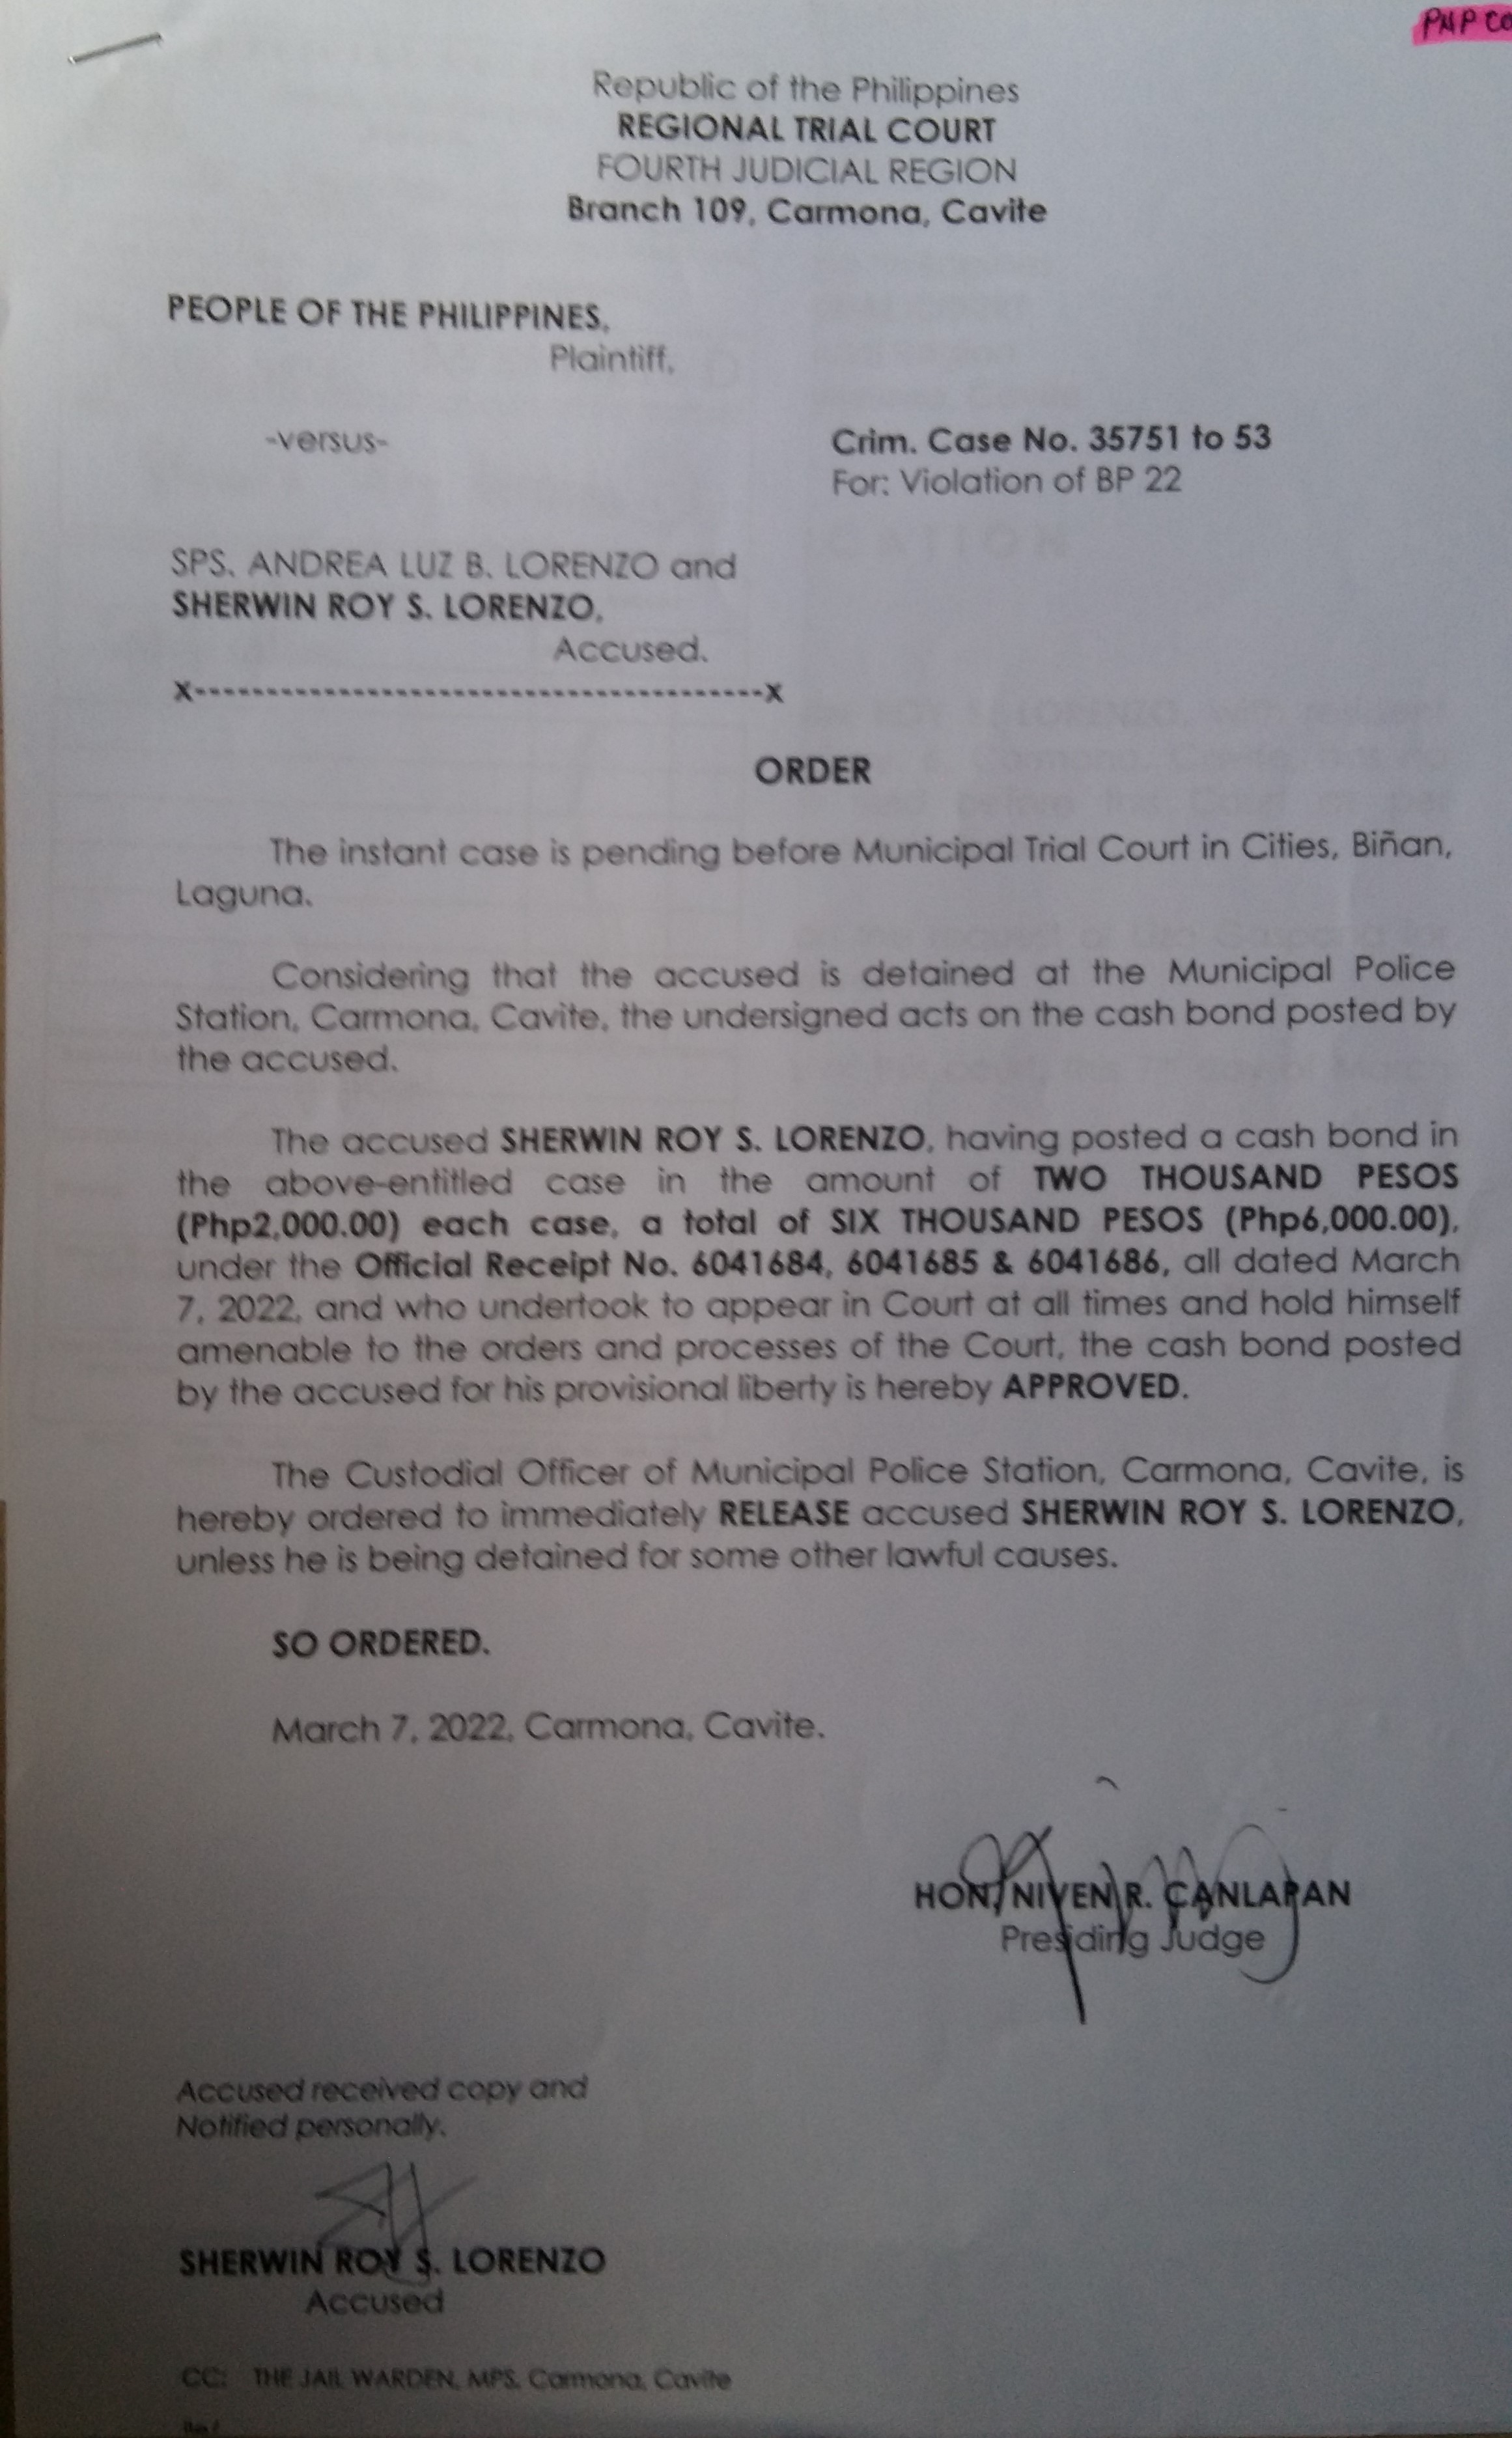 PNP CO
Republic of the Philippines
REGIONAL TRIAL COURT
FOURTH JUDICIAL REGION
Branch 109, Carmona, Cavite
PEOPLE OF THE PHILIPPINES,
Plaintiff,
-versus-
Crim. Case No. 35751 to 53
For: Violation of BP 22
SPS. ANDREA LUZ B. LORENZO and
SHERWIN ROY S. LORENZO,
Accused.
X----------------------------------------X
ORDER
The instant case is pending before Municipal Trial Court in Cities, Biñan,
Laguna.
Considering that the accused is detained at the Municipal Police
Station, Carmona, Cavite, the undersigned acts on the cash bond posted by
the accused.
The accused SHERWIN ROY S. LORENZO, having posted a cash bond in
the above-entitled case in the amount of TWO THOUSAND PESOS
(Php2,000.00) each case, a total of SIX THOUSAND PESOS (Php6,000.00),
under the Official Receipt No. 6041684, 6041685 & 6041686, all dated March
7, 2022, and who undertook to appear in Court at all times and hold himself
amenable to the orders and processes of the Court, the cash bond posted
by the accused for his provisional liberty is hereby APPROVED.
The Custodial Officer of Municipal Police Station, Carmona, Cavite, is
hereby ordered to immediately RELEASE accused SHERWIN ROY S. LORENZO,
unless he is being detained for some other lawful causes.
SO ORDERED.
March 7, 2022, Carmona, Cavite.
HON. NIVEN R. CANLAPAN
Presiding Judge
Accused received copy and
Notified personally.
SHERWIN ROY S. LORENZO
Accused
CC: THE JAIL WARDEN, MPS, Carmona, Cavite